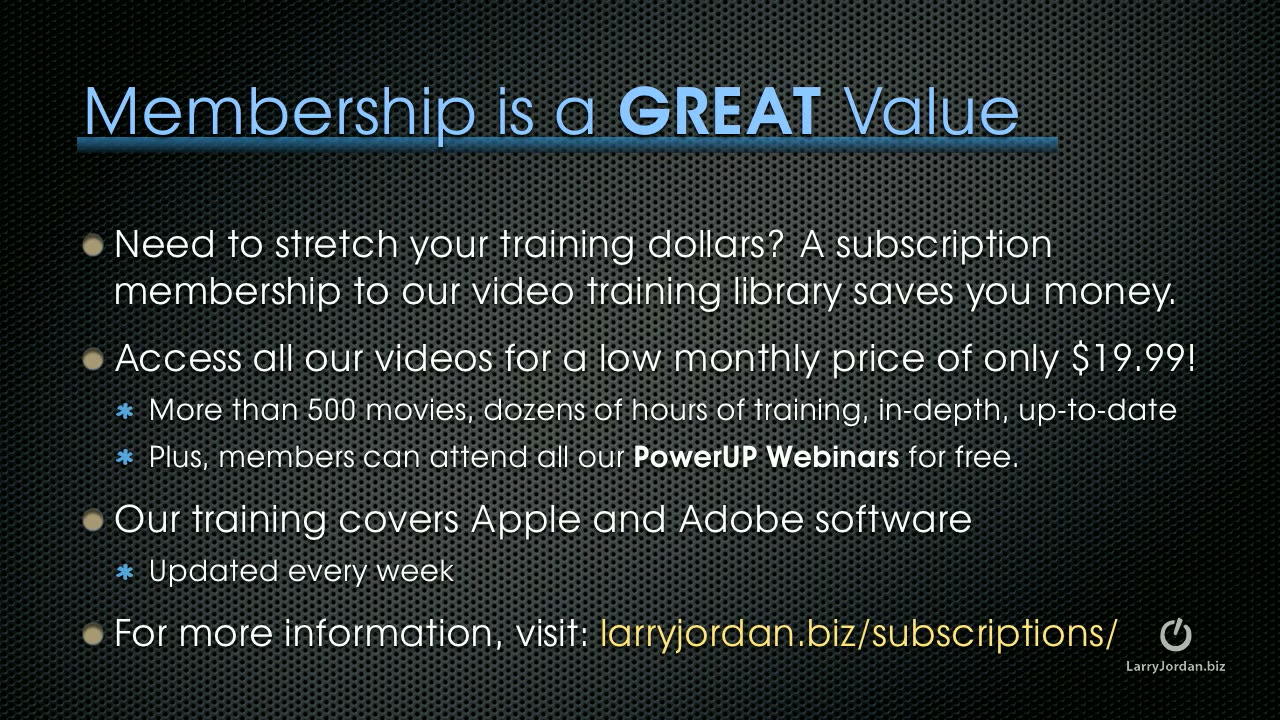 Membership is a GREAT Value
Need to stretch your training dollars? A subscription
membership to our video training library saves you money.
Access all our videos for a low monthly price of only $19.99!
More than 500 movies, dozens of hours of training, in-depth, up-to-date
Plus, members can attend all our PowerUP Webinars for free.
Our training covers Apple and Adobe software
Updated every week
For more information, visit: larryjordan.biz/subscriptions/
LarryJordan.biz